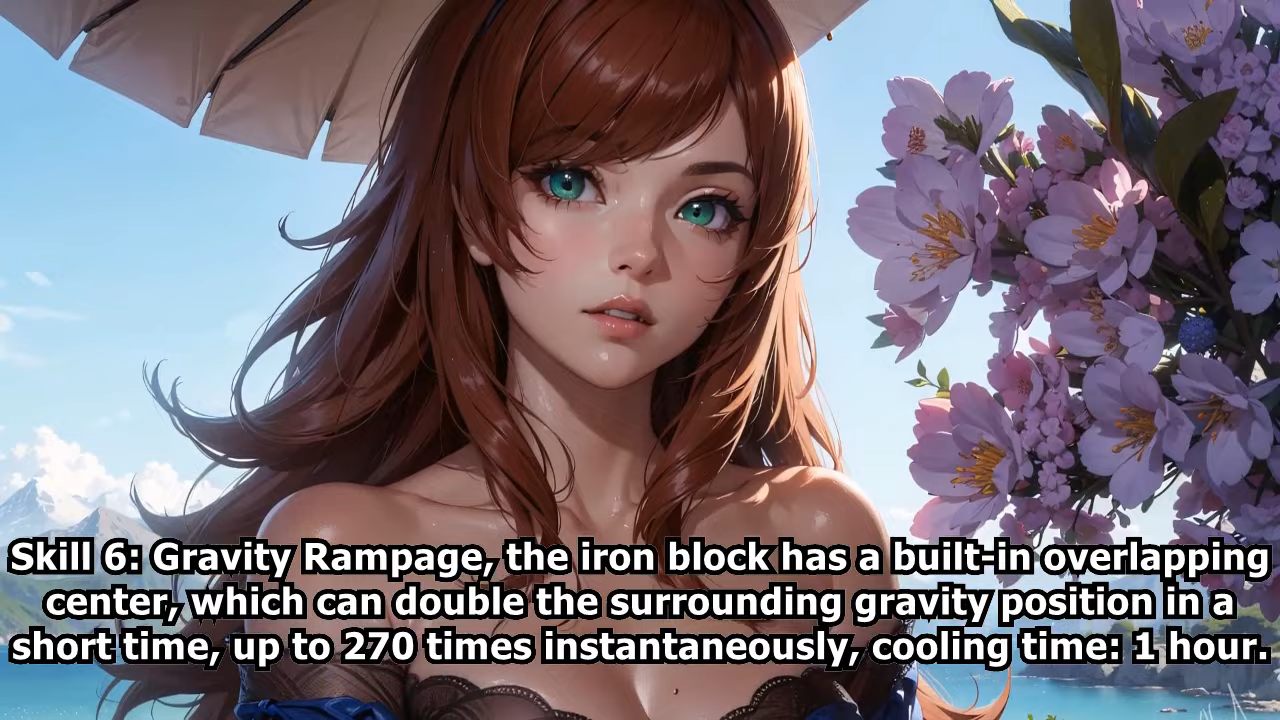 Skill 6: Gravity Rampage, the iron block has a built-in overlapping
center, which can double the surrounding gravity position in a
short time, up to 270 times instantaneously, cooling time: 1 hour.